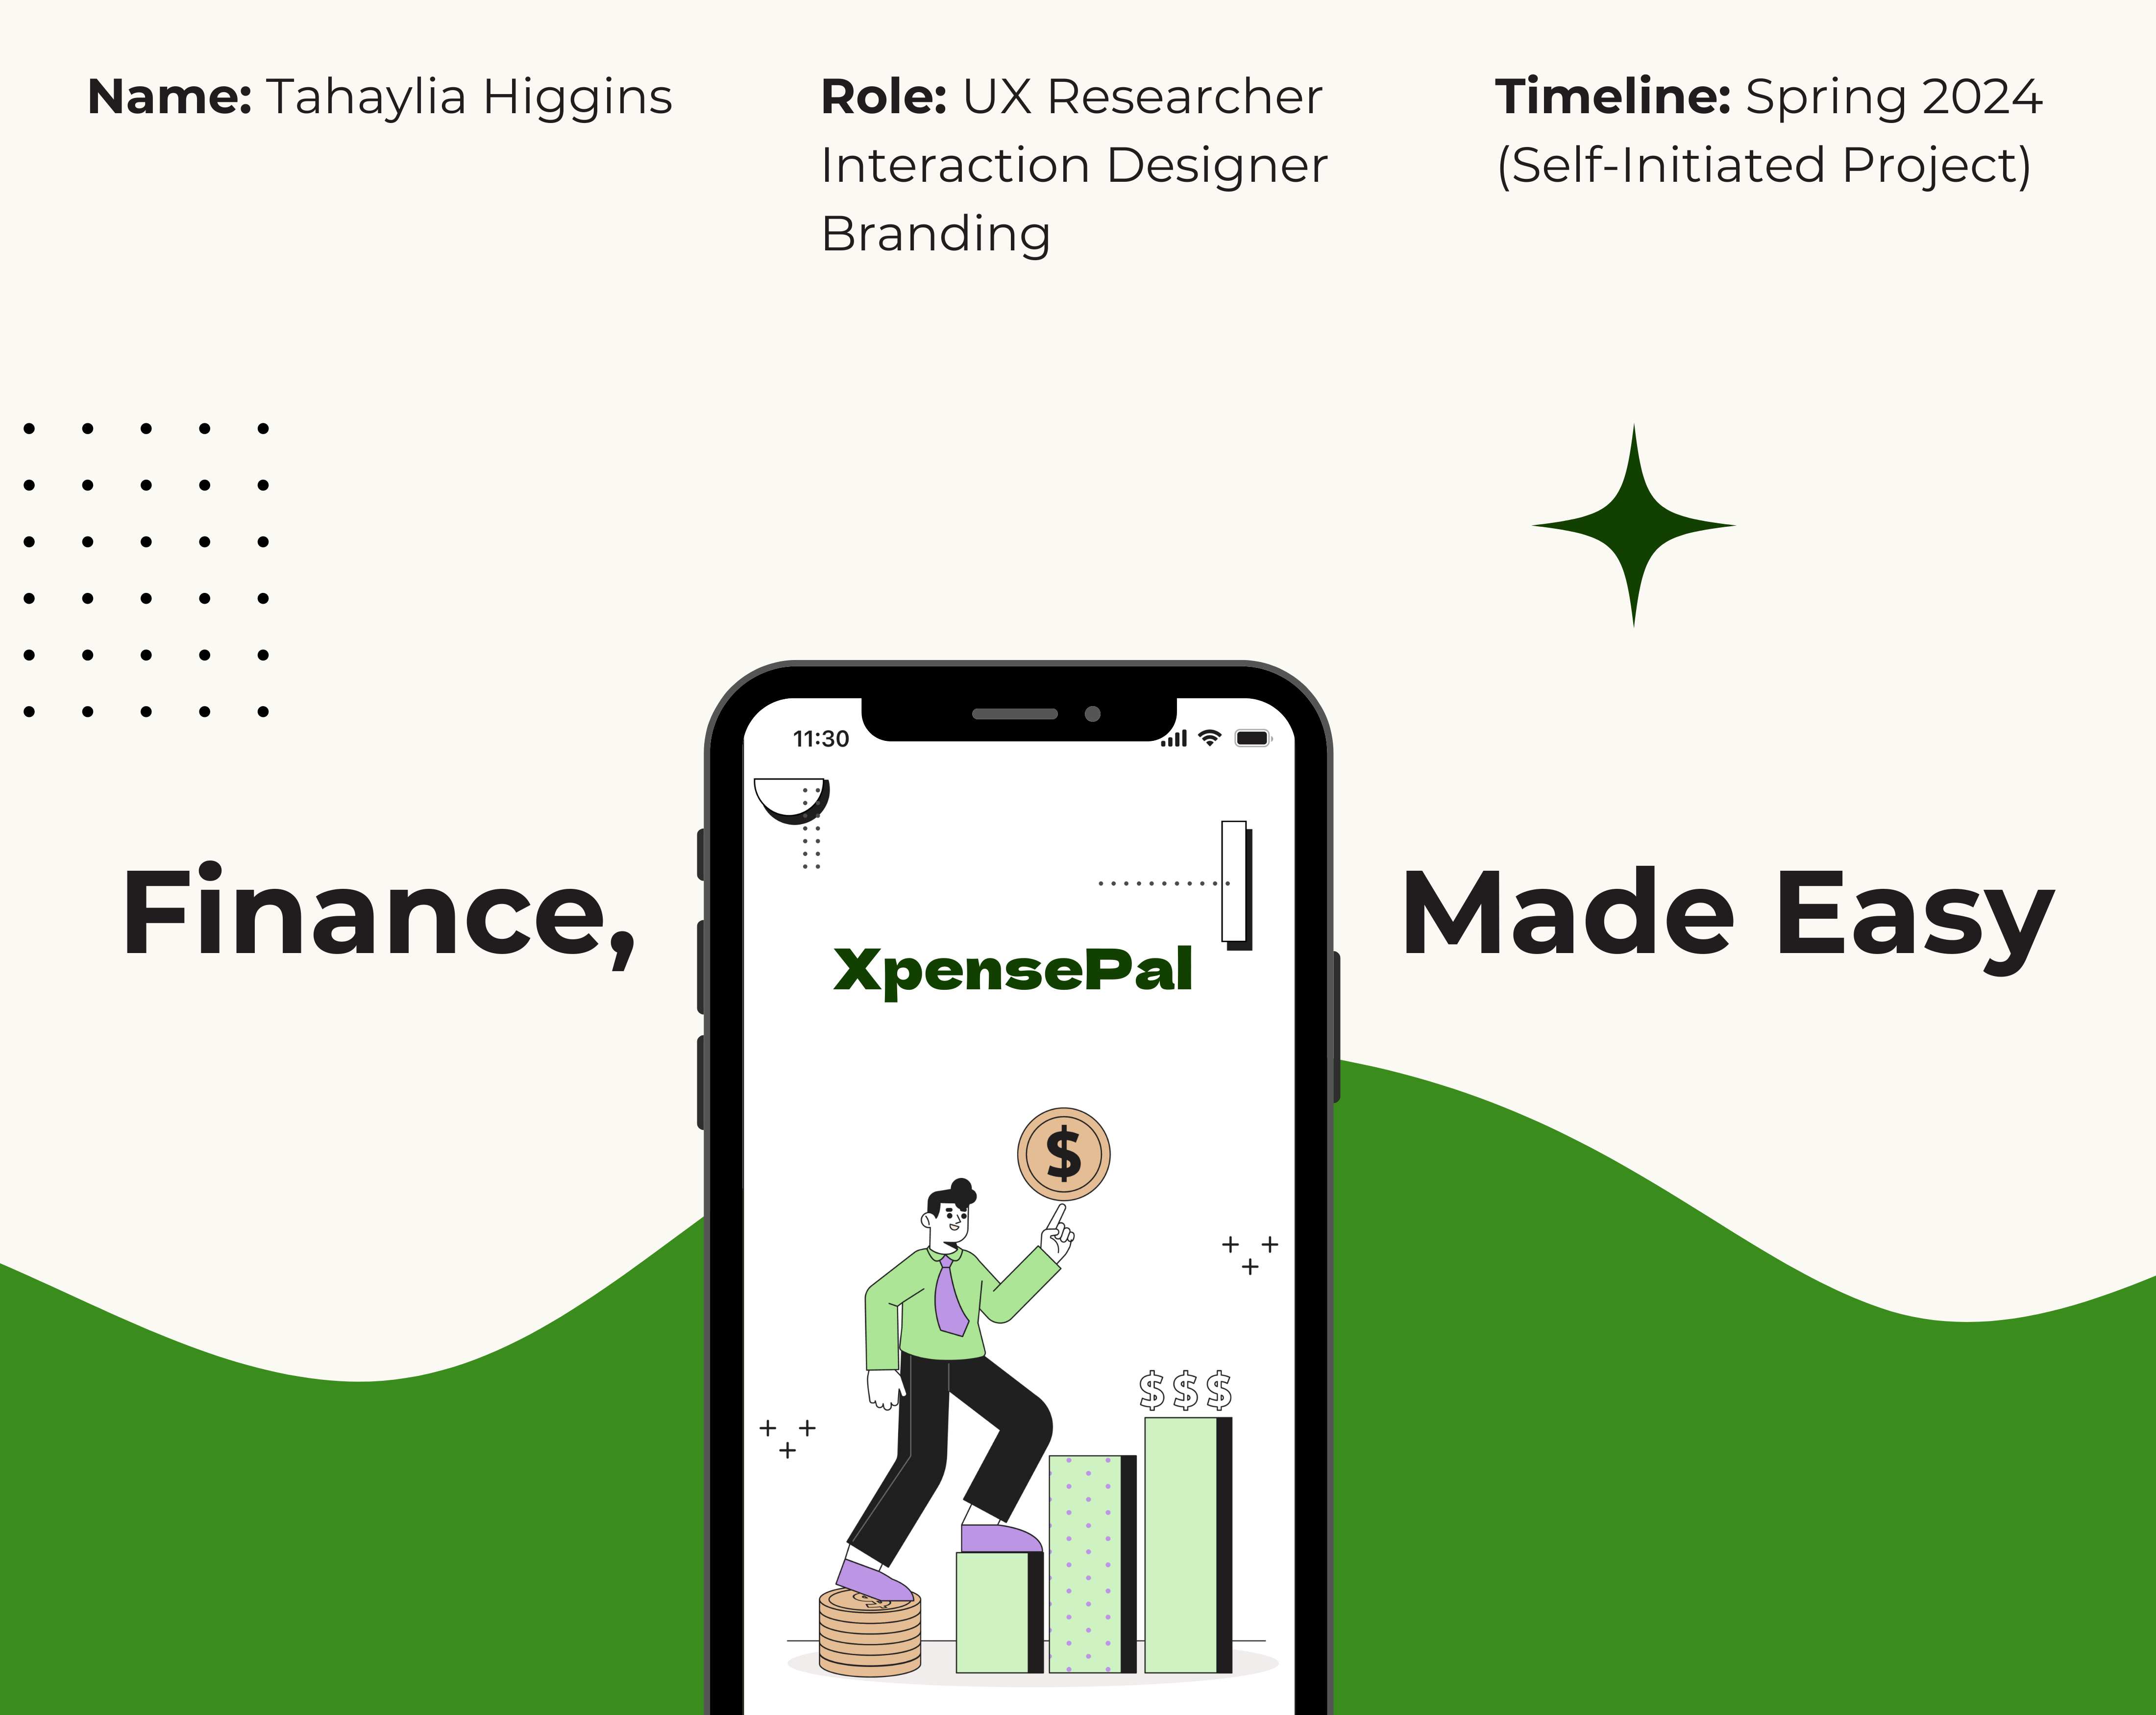 Name: Tahaylia Higgins
Role: UX Researcher
Interaction Designer
Branding
Timeline: Spring 2024
(Self-Initiated Project)
11:30
Finance,
Made Easy
XpensePal
$
$$$